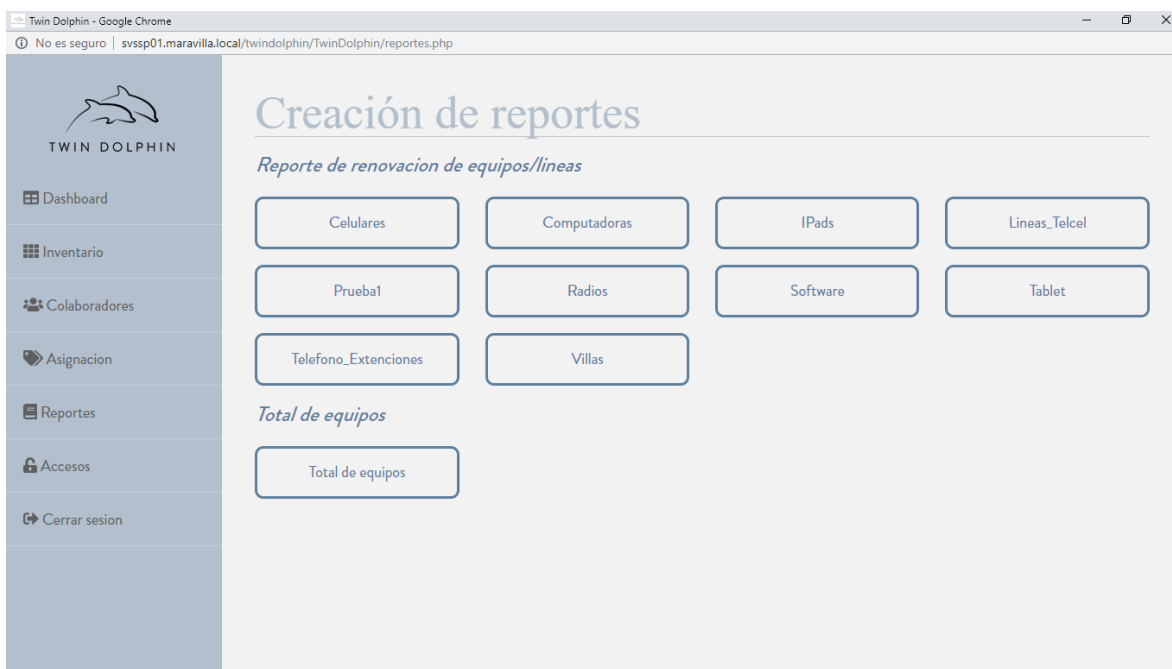 Twin Dolphin - Google Chrome
No es seguro | svssp01.maravilla.local/twindolphin/TwinDolphin/reportes.php
TWIN DOLPHIN
Dashboard
Inventario
Colaboradores
Asignacion
Reportes
Accesos
Cerrar sesion
Creación de reportes
Reporte de renovacion de equipos/lineas
Celulares Computadoras IPads Lineas_Telcel
Prueba1 Radios Software Tablet
Telefono_Extenciones Villas
Total de equipos
Total de equipos